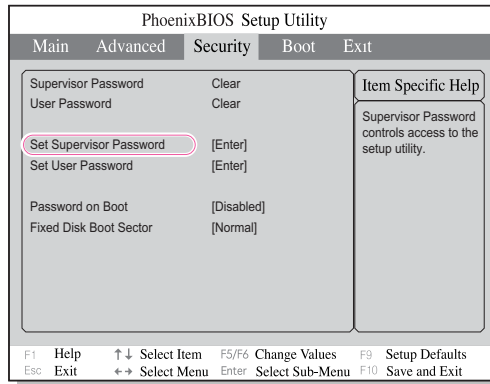 PhoenixBIOS Setup Utility
Main Advanced Security Boot Exit
Supervisor Password Clear
User Password Clear
Set Supervisor Password [Enter]
Set User Password [Enter]
Password on Boot [Disabled]
Fixed Disk Boot Sector [Normal]
Item Specific Help
Supervisor Password
controls access to the
setup utility.
F1 Help ↑↓ Select Item F5/F6 Change Values F9 Setup Defaults
Esc Exit ←→ Select Menu Enter Select Sub-Menu F10 Save and Exit